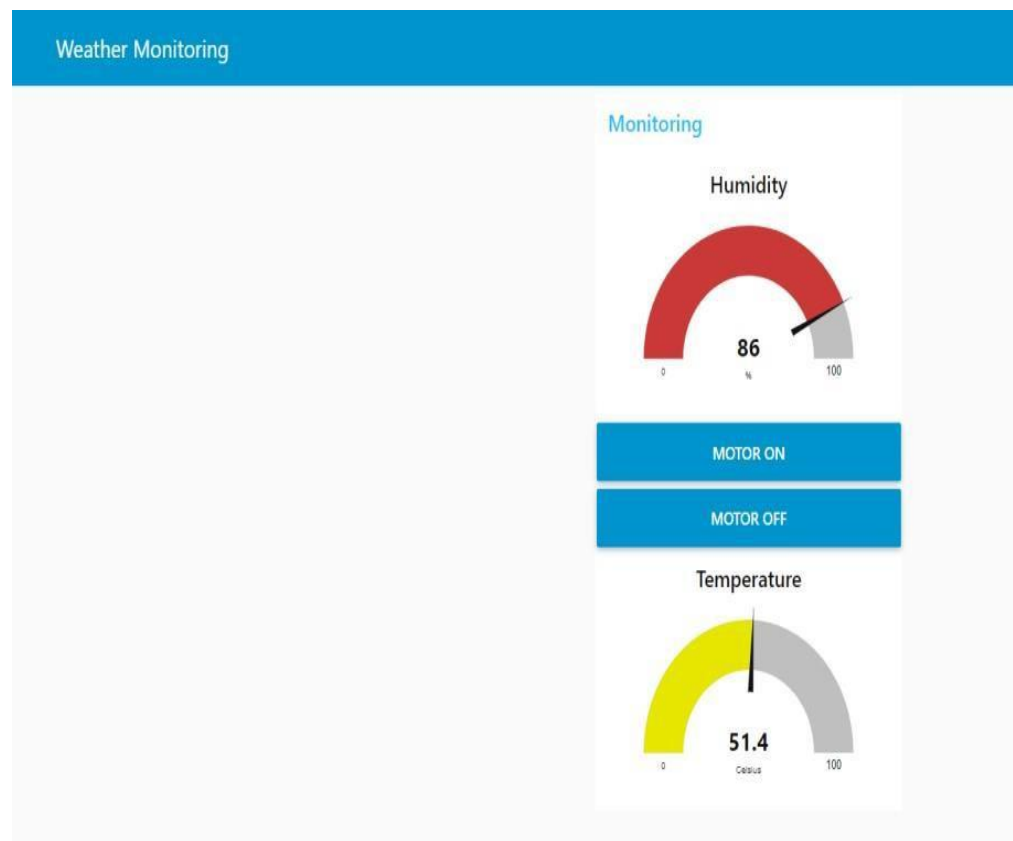 Weather Monitoring
Monitoring
Humidity
86
%
0
100
MOTOR ON
MOTOR OFF
Temperature
51.4
Celsius
0
100